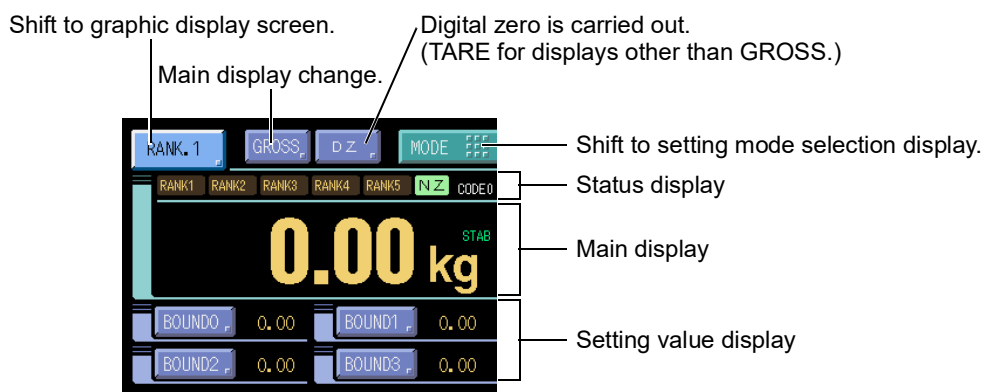 Shift to graphic display screen.
Digital zero is carried out.
(TARE for displays other than GROSS.)
Main display change.
RANK.1 GROSS DZ MODE
Shift to setting mode selection display.
RANK1 RANK2 RANK3 RANK4 RANK5 NZ CODE0
Status display
STAB
0.00 kg
Main display
BOUND0 0.00 BOUND1 0.00
Setting value display
BOUND2 0.00 BOUND3 0.00